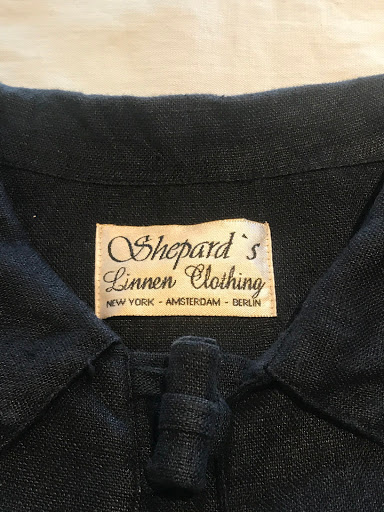 Shepard`s
Linnen Clothing
NEW YORK - AMSTERDAM - BERLIN